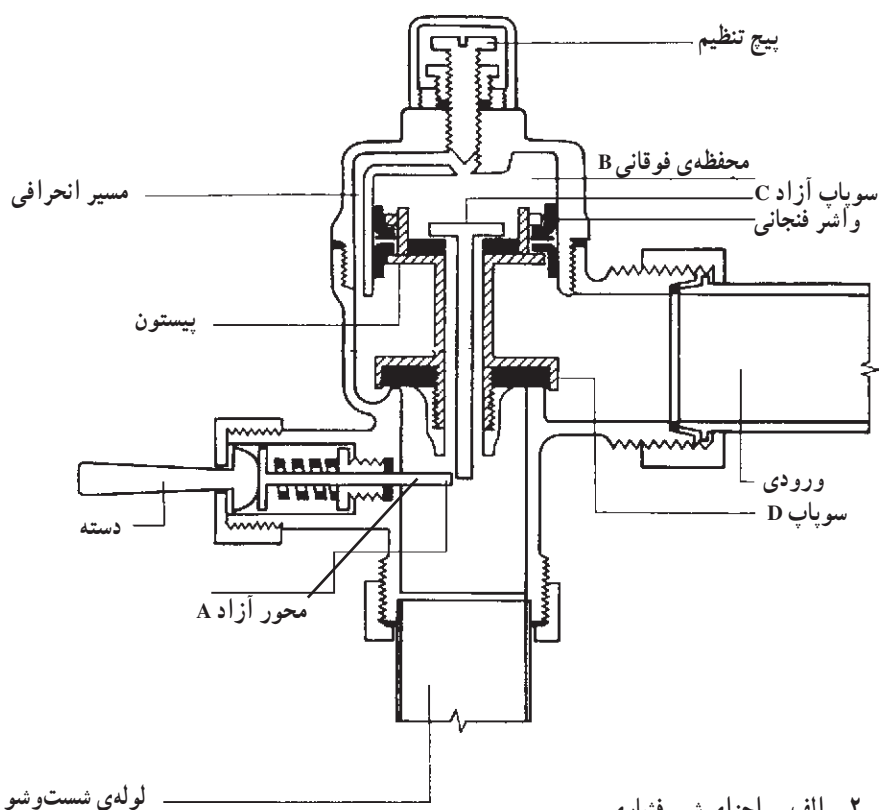 پیچ تنظیم
محفظه‌ی فوقانی B
سوپاپ آزاد C
واشر فنجانی
مسیر انحرافی
پیستون
ورودی
سوپاپ D
دسته
محور آزاد A
لوله‌ی شست‌وشو